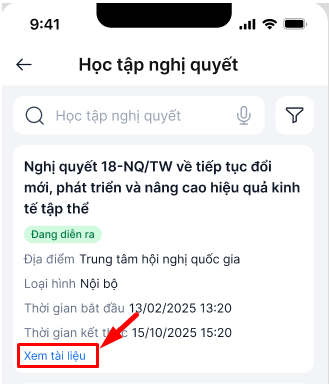 9:41
Học tập nghị quyết
Học tập nghị quyết
Nghị quyết 18-NQ/TW về tiếp tục đổi
mới, phát triển và nâng cao hiệu quả kinh
tế tập thể
Đang diễn ra
Địa điểm Trung tâm hội nghị quốc gia
Loại hình Nội bộ
Thời gian bắt đầu 13/02/2025 13:20
Thời gian kết thúc 15/10/2025 15:20
Xem tài liệu